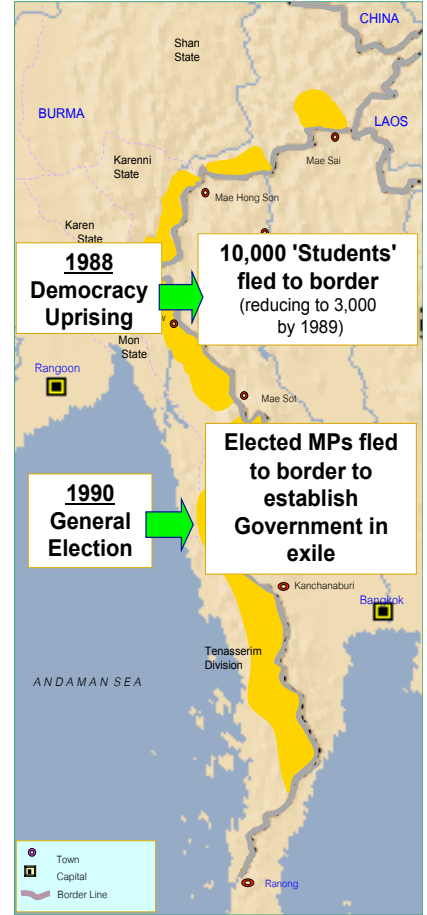 CHINA
Shan
State
BURMA
LAOS
Karenni
State
Mae Sai
Mae Hong Son
Karen
State
1988
Democracy
Uprising
10,000 'Students'
fled to border
(reducing to 3,000
by 1989)
Mon
State
Rangoon
Mae Sot
Elected MPs fled
to border to
establish
Government in
exile
1990
General
Election
Kanchanaburi
Bangkok
Tenasserim
Division
ANDAMAN SEA
Town
Capital
Border Line
Ranong